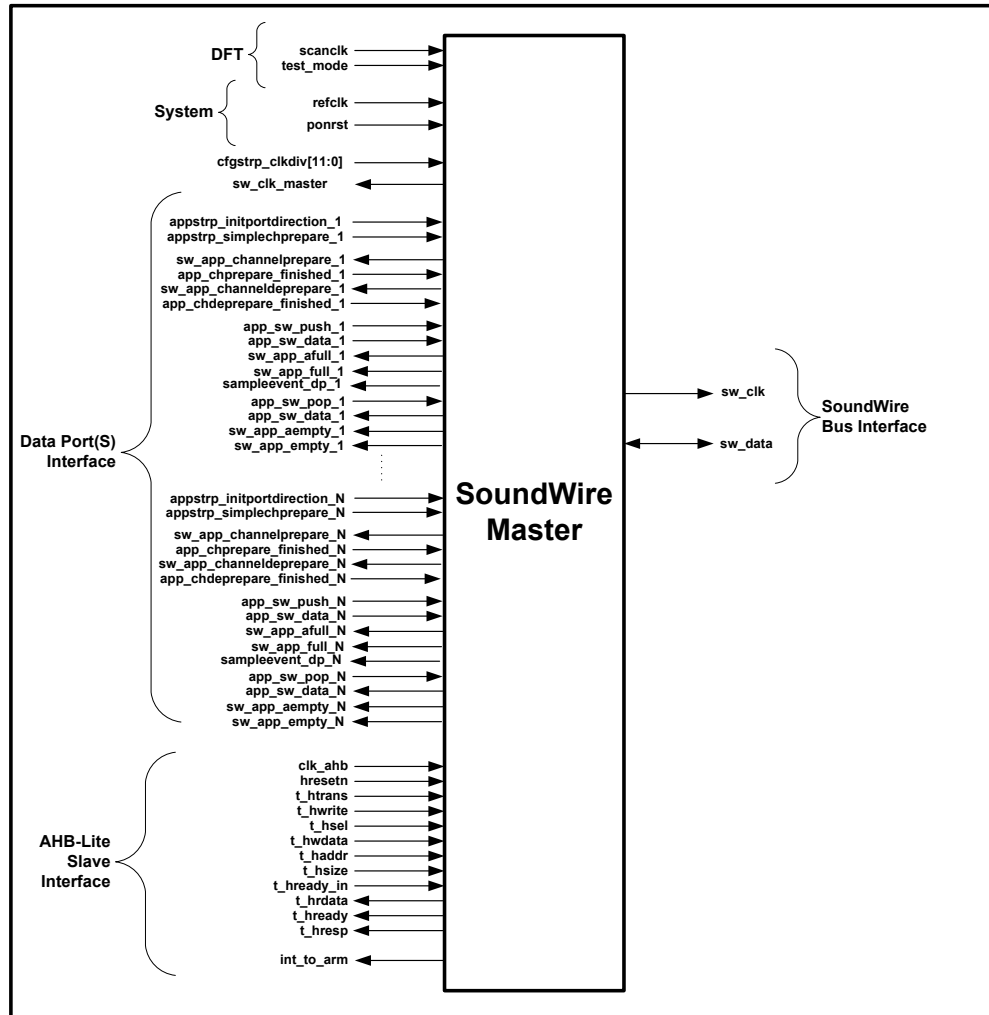 DFT
scanclk
test_mode
System
refclk
ponrst
cfgstrp_clkdiv[11:0]
sw_clk_master
Data Port(S)
Interface
appstrp_initportdirection_1
appstrp_simplechprepare_1
sw_app_channelprepare_1
app_chprepare_finished_1
sw_app_channeldeprepare_1
app_chdeprepare_finished_1
app_sw_push_1
app_sw_data_1
sw_app_afull_1
sw_app_full_1
sampleevent_dp_1
app_sw_pop_1
app_sw_data_1
sw_app_aempty_1
sw_app_empty_1
appstrp_initportdirection_N
appstrp_simplechprepare_N
sw_app_channelprepare_N
app_chprepare_finished_N
sw_app_channeldeprepare_N
app_chdeprepare_finished_N
app_sw_push_N
app_sw_data_N
sw_app_afull_N
sw_app_full_N
sampleevent_dp_N
app_sw_pop_N
app_sw_data_N
sw_app_aempty_N
sw_app_empty_N
AHB-Lite
Slave
Interface
clk_ahb
hresetn
t_htrans
t_hwrite
t_hsel
t_hwdata
t_haddr
t_hsize
t_hready_in
t_hrdata
t_hready
t_hresp
int_to_arm
SoundWire
Master
sw_clk
sw_data
SoundWire
Bus Interface